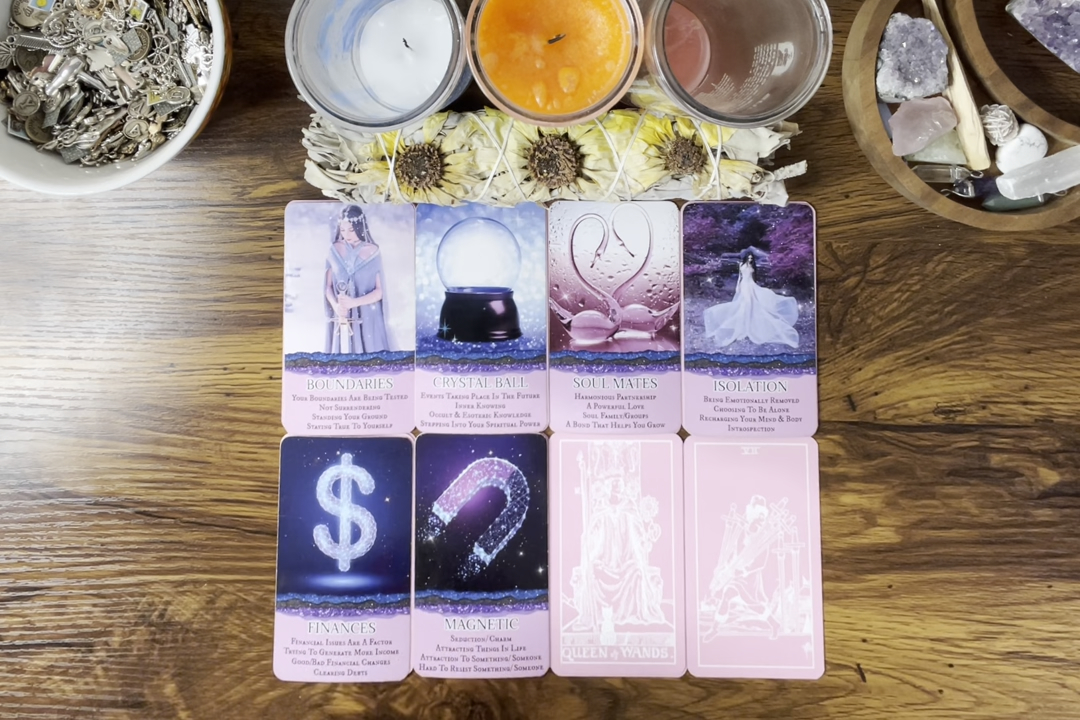 BOUNDARIES
YOUR BOUNDARIES ARE BEING TESTED
NOT SURRENDERING
STANDING YOUR GROUND
STAYING TRUE TO YOURSELF
CRYSTAL BALL
EVENTS TAKING PLACE IN THE FUTURE
INNER KNOWING
OCCULT & ESOTERIC KNOWLEDGE
STEPPING INTO YOUR SPIRITUAL POWER
SOUL MATES
HARMONIOUS PARTNERSHIP
A POWERFUL LOVE
SOUL FAMILY/GROUPS
A BOND THAT HELPS YOU GROW
ISOLATION
BEING EMOTIONALLY REMOVED
CHOOSING TO BE ALONE
RECHARGING YOUR MIND & BODY
INTROSPECTION
FINANCES
FINANCIAL ISSUES ARE A FACTOR
TRYING TO GENERATE MORE INCOME
GOOD/BAD FINANCIAL CHANGES
CLEARING DEBTS
MAGNETIC
SEDUCTION/CHARM
ATTRACTING THINGS IN LIFE
ATTRACTION TO SOMETHING/SOMEONE
HARD TO RESIST SOMETHING/SOMEONE
QUEEN of WANDS.
VII